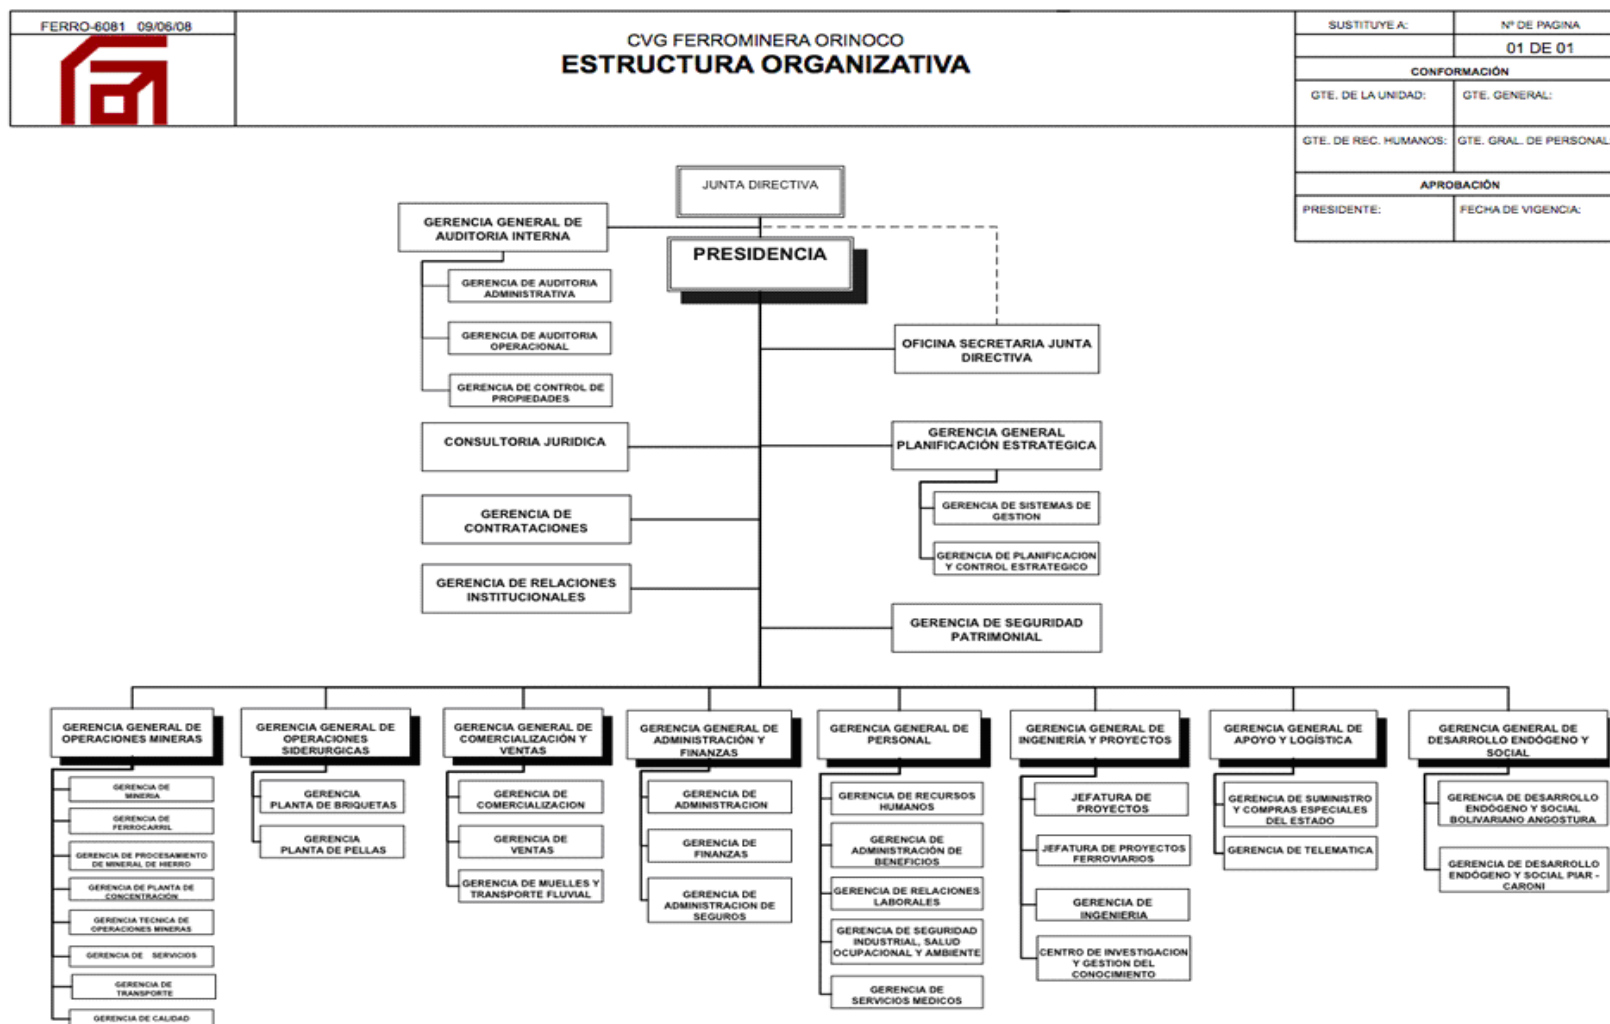 FERRO-6081 09/06/08
CVG FERROMINERA ORINOCO
ESTRUCTURA ORGANIZATIVA
SUSTITUYE A:
Nº DE PAGINA
01 DE 01
CONFORMACIÓN
GTE. DE LA UNIDAD:
GTE. GENERAL:
GTE. DE REC. HUMANOS:
GTE. GRAL. DE PERSONAL
APROBACIÓN
PRESIDENTE:
FECHA DE VIGENCIA:
JUNTA DIRECTIVA
GERENCIA GENERAL DE
AUDITORIA INTERNA
PRESIDENCIA
GERENCIA DE AUDITORIA
ADMINISTRATIVA
GERENCIA DE AUDITORIA
OPERACIONAL
GERENCIA DE CONTROL DE
PROPIEDADES
OFICINA SECRETARIA JUNTA
DIRECTIVA
CONSULTORIA JURIDICA
GERENCIA GENERAL
PLANIFICACIÓN ESTRATEGICA
GERENCIA DE SISTEMAS DE
GESTION
GERENCIA DE PLANIFICACION
Y CONTROL ESTRATEGICO
GERENCIA DE
CONTRATACIONES
GERENCIA DE RELACIONES
INSTITUCIONALES
GERENCIA DE SEGURIDAD
PATRIMONIAL
GERENCIA GENERAL DE
OPERACIONES MINERAS
GERENCIA DE
MINERIA
GERENCIA DE
FERROCARRIL
GERENCIA DE PROCESAMIENTO
DE MINERAL DE HIERRO
GERENCIA DE PLANTA DE
CONCENTRACIÓN
GERENCIA TECNICA DE
OPERACIONES MINERAS
GERENCIA DE SERVICIOS
GERENCIA DE
TRANSPORTE
GERENCIA DE CALIDAD
GERENCIA GENERAL DE
OPERACIONES
SIDERURGICAS
GERENCIA
PLANTA DE BRIQUETAS
GERENCIA
PLANTA DE PELLAS
GERENCIA GENERAL DE
COMERCIALIZACIÓN Y
VENTAS
GERENCIA DE
COMERCIALIZACION
GERENCIA DE
VENTAS
GERENCIA DE MUELLES Y
TRANSPORTE FLUVIAL
GERENCIA GENERAL DE
ADMINISTRACIÓN Y
FINANZAS
GERENCIA DE
ADMINISTRACION
GERENCIA DE
FINANZAS
GERENCIA DE
ADMINISTRACION DE
SEGUROS
GERENCIA GENERAL DE
PERSONAL
GERENCIA DE RECURSOS
HUMANOS
GERENCIA DE
ADMINISTRACIÓN DE
BENEFICIOS
GERENCIA DE RELACIONES
LABORALES
GERENCIA DE SEGURIDAD
INDUSTRIAL, SALUD
OCUPACIONAL Y AMBIENTE
GERENCIA DE
SERVICIOS MEDICOS
GERENCIA GENERAL DE
INGENIERÍA Y PROYECTOS
JEFATURA DE
PROYECTOS
JEFATURA DE PROYECTOS
FERROVIARIOS
GERENCIA DE
INGENIERIA
CENTRO DE INVESTIGACION
Y GESTION DEL
CONOCIMIENTO
GERENCIA GENERAL DE
APOYO Y LOGÍSTICA
GERENCIA DE SUMINISTRO
Y COMPRAS ESPECIALES
DEL ESTADO
GERENCIA DE TELEMATICA
GERENCIA GENERAL DE
DESARROLLO ENDÓGENO Y
SOCIAL
GERENCIA DE DESARROLLO
ENDÓGENO Y SOCIAL
BOLIVARIANO ANGOSTURA
GERENCIA DE DESARROLLO
ENDÓGENO Y SOCIAL PIAR -
CARONI